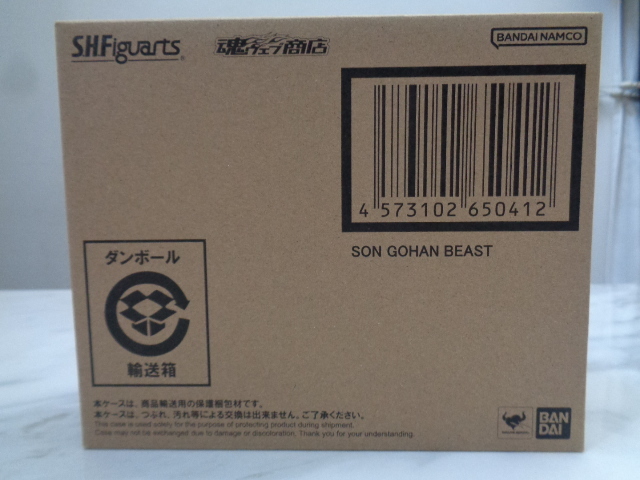 S.H.Figuarts
魂ウェブ商店
BANDAI NAMCO
4 573102 650412
SON GOHAN BEAST
ダンボール
輸送箱
本ケースは、商品輸送用の保護梱包材です。
本ケースは、つぶれ、汚れ等による交換は出来ません。ご了承ください。
This case is used solely for the purpose of protecting product during shipment.
Case may not be exchanged due to damage or discoloration. Thank you for your understanding.
BAN
DAI